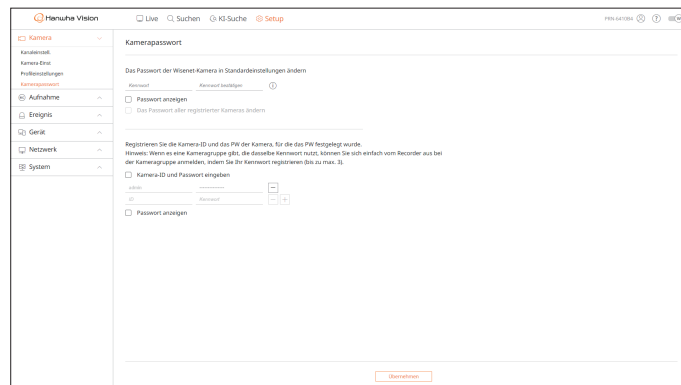 Hanwha Vision
Live Suchen KI-Suche Setup
PRN-6410B4
Kamera
Kanaleinstell.
Kamera-Einst
Profileinstellungen
Kamerapasswort
Aufnahme
Ereignis
Gerät
Netzwerk
System
Kamerapasswort
Das Passwort der Wisenet-Kamera in Standardeinstellungen ändern
Kennwort Kennwort bestätigen
Passwort anzeigen
Das Passwort aller registrierter Kameras ändern
Registrieren Sie die Kamera-ID und das PW der Kamera, für die das PW festgelegt wurde.
Hinweis: Wenn es eine Kameragruppe gibt, die dasselbe Kennwort nutzt, können Sie sich einfach vom Recorder aus bei
der Kameragruppe anmelden, indem Sie Ihr Kennwort registrieren (bis zu max. 3).
Kamera-ID und Passwort eingeben
admin
ID Kennwort
Passwort anzeigen
Übernehmen